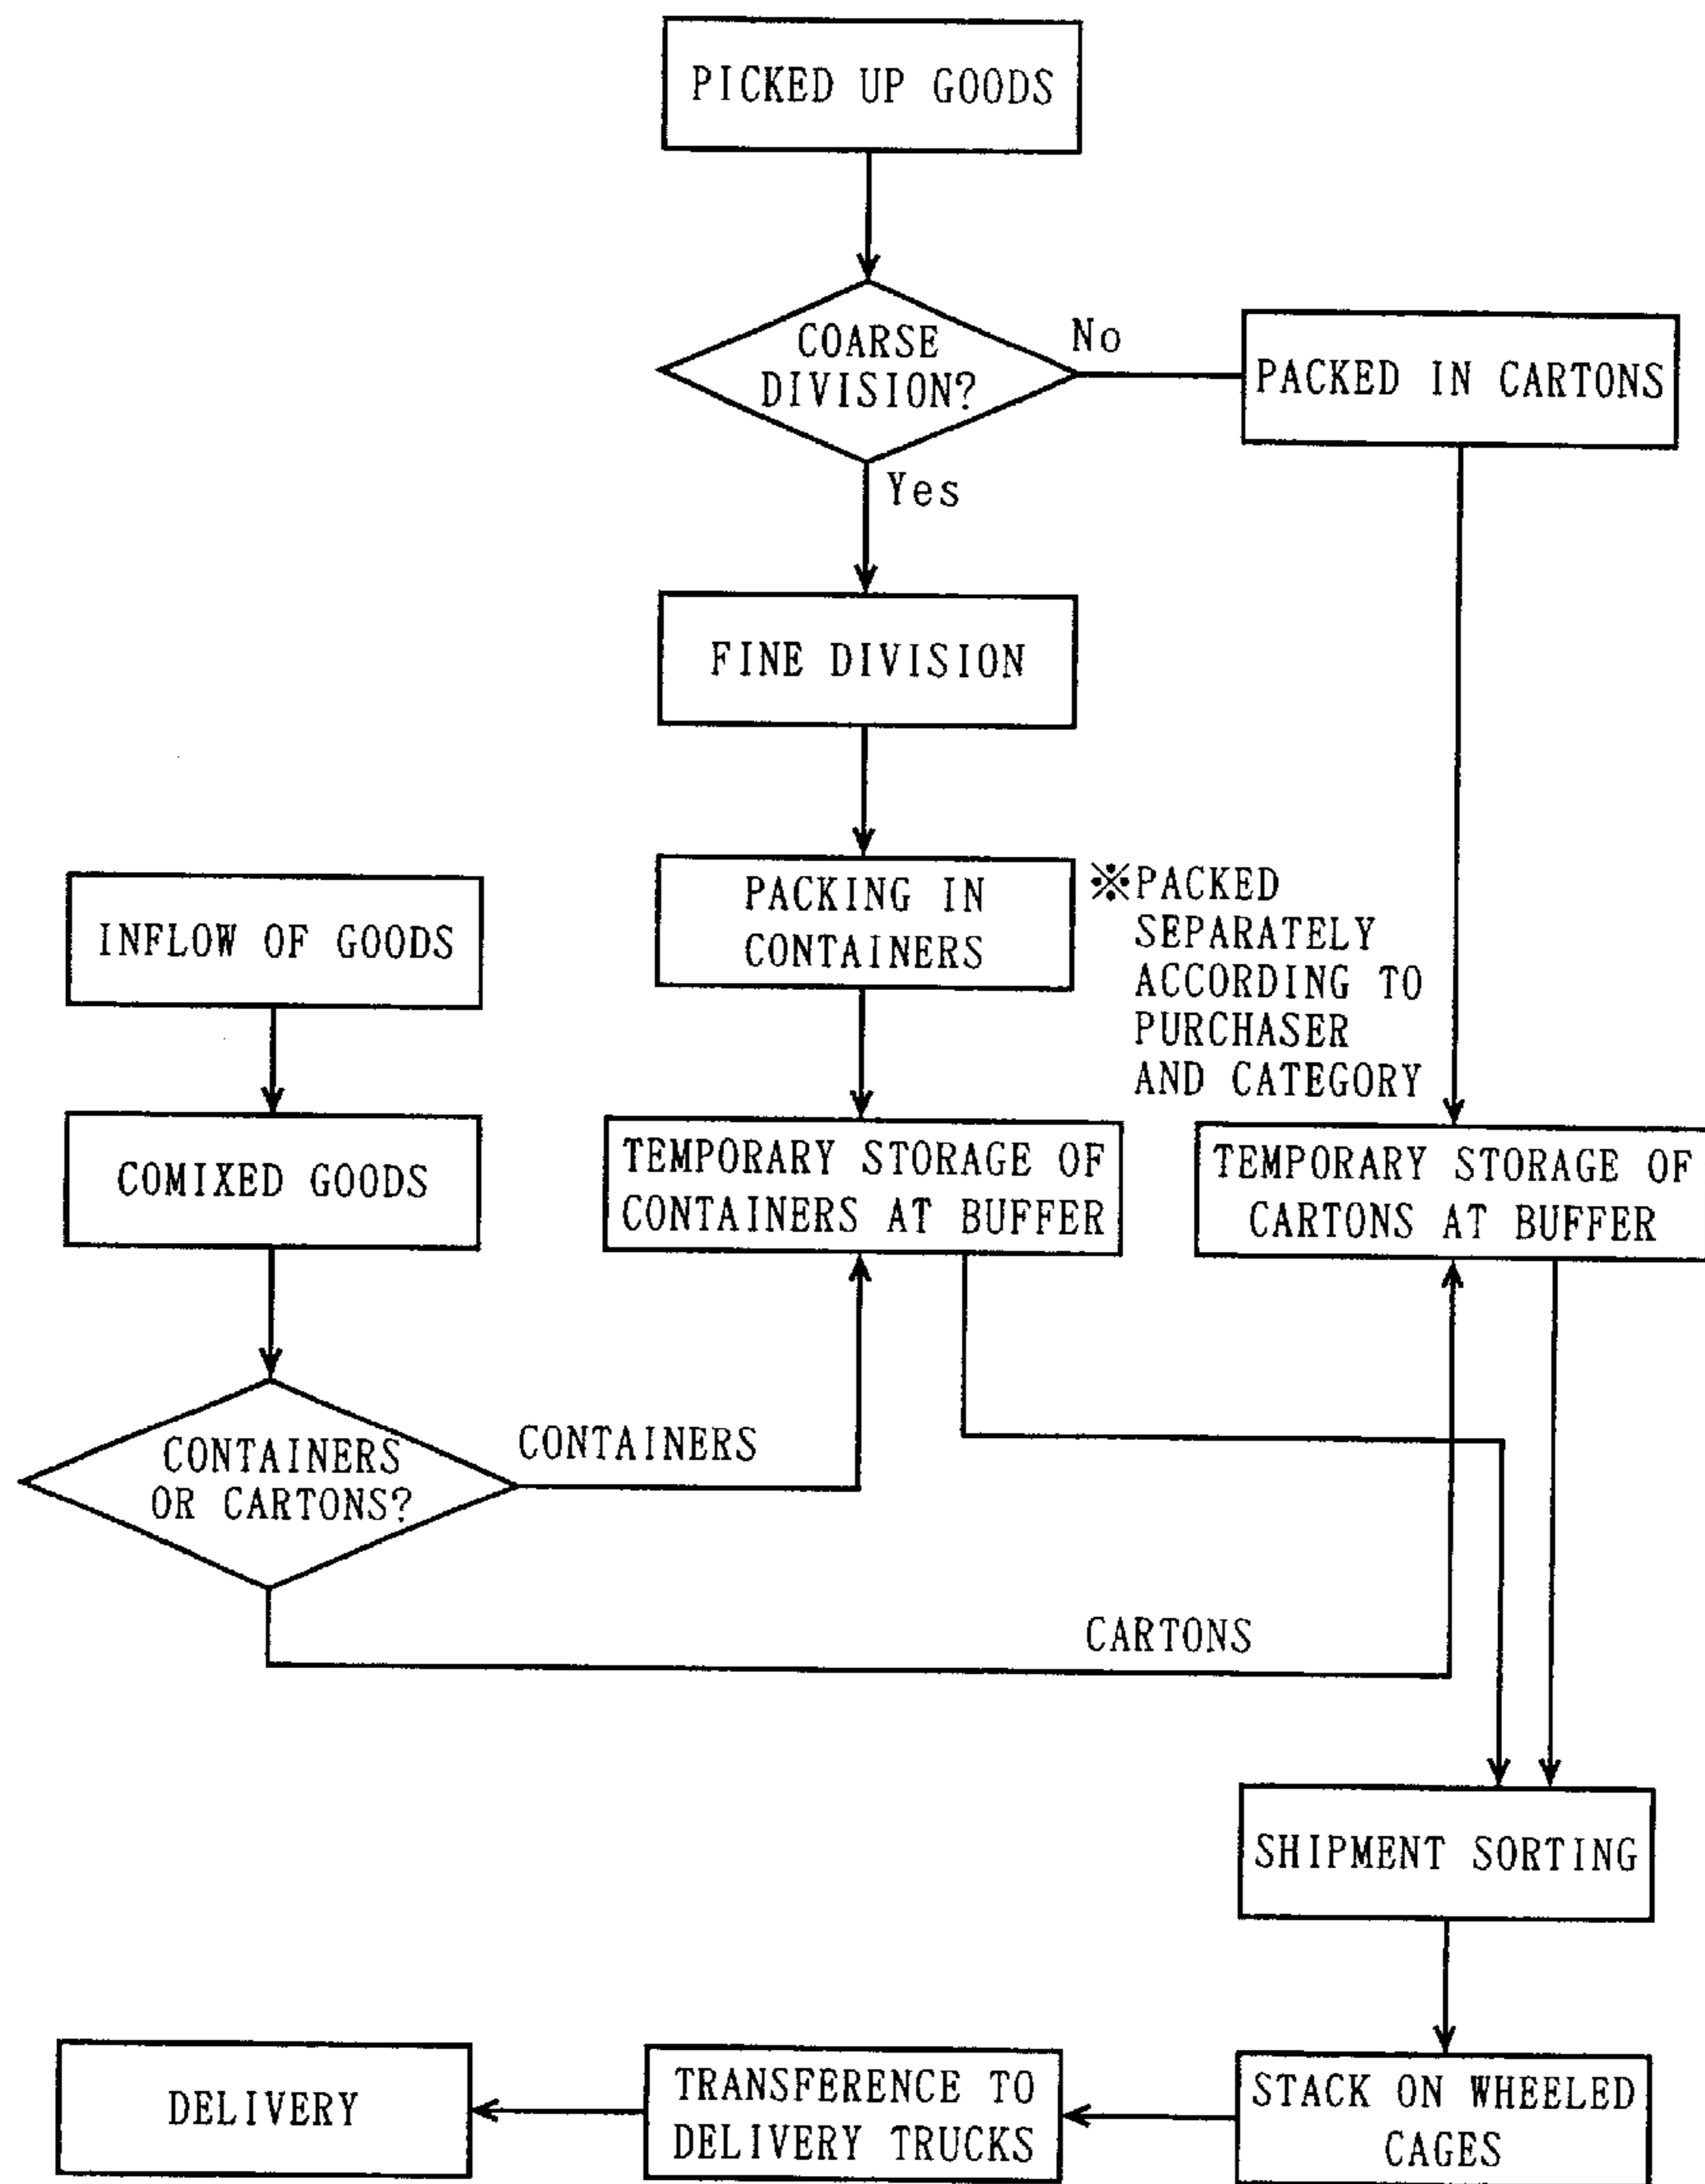 PICKED UP GOODS
COARSE
DIVISION?
No
PACKED IN CARTONS
Yes
FINE DIVISION
PACKING IN
CONTAINERS
※PACKED
SEPARATELY
ACCORDING TO
PURCHASER
AND CATEGORY
INFLOW OF GOODS
COMIXED GOODS
TEMPORARY STORAGE OF
CONTAINERS AT BUFFER
TEMPORARY STORAGE OF
CARTONS AT BUFFER
CONTAINERS
OR CARTONS?
CONTAINERS
CARTONS
SHIPMENT SORTING
STACK ON WHEELED
CAGES
TRANSFERENCE TO
DELIVERY TRUCKS
DELIVERY